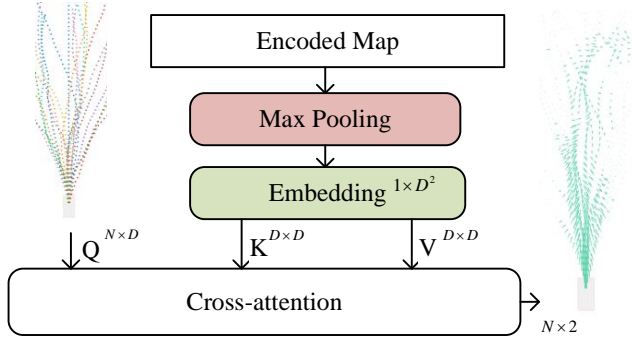 Encoded Map
Max Pooling
Embedding 1×D²
Q N×D
K D×D
V D×D
Cross-attention
N×2